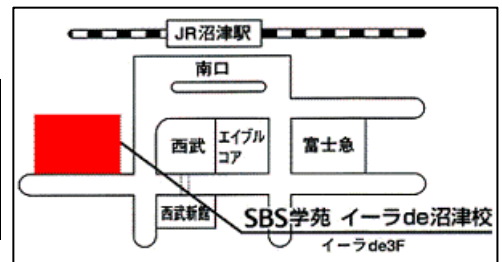 JR沼津駅
南口
西武
エイブル
コア
富士急
西武新館
SBS学苑 イーラde沼津校
イーラde3F